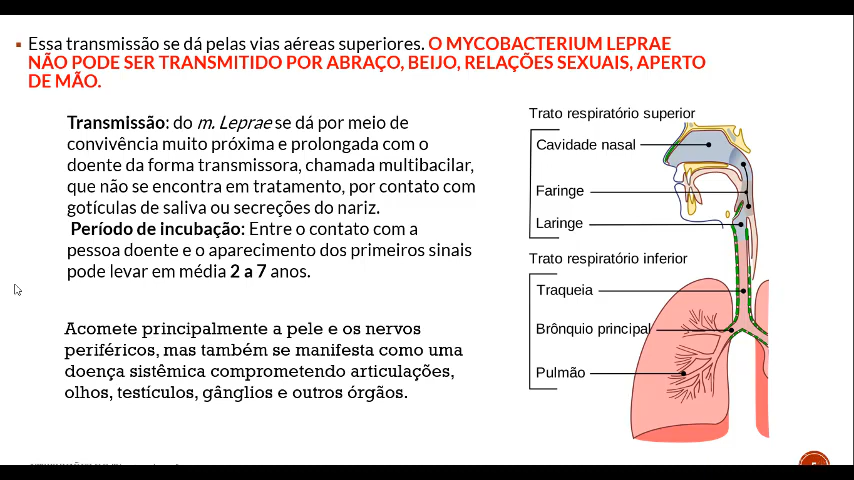 Essa transmissão se dá pelas vias aéreas superiores. O MYCOBACTERIUM LEPRAE
NÃO PODE SER TRANSMITIDO POR ABRAÇO, BEIJO, RELAÇÕES SEXUAIS, APERTO
DE MÃO.
Transmissão: do m. Leprae se dá por meio de
convivência muito próxima e prolongada com o
doente da forma transmissora, chamada multibacilar,
que não se encontra em tratamento, por contato com
gotículas de saliva ou secreções do nariz.
Período de incubação: Entre o contato com a
pessoa doente e o aparecimento dos primeiros sinais
pode levar em média 2 a 7 anos.
Acomete principalmente a pele e os nervos
periféricos, mas também se manifesta como uma
doença sistêmica comprometendo articulações,
olhos, testículos, gânglios e outros órgãos.
Trato respiratório superior
Cavidade nasal
Faringe
Laringe
Trato respiratório inferior
Traqueia
Brônquio principal
Pulmão